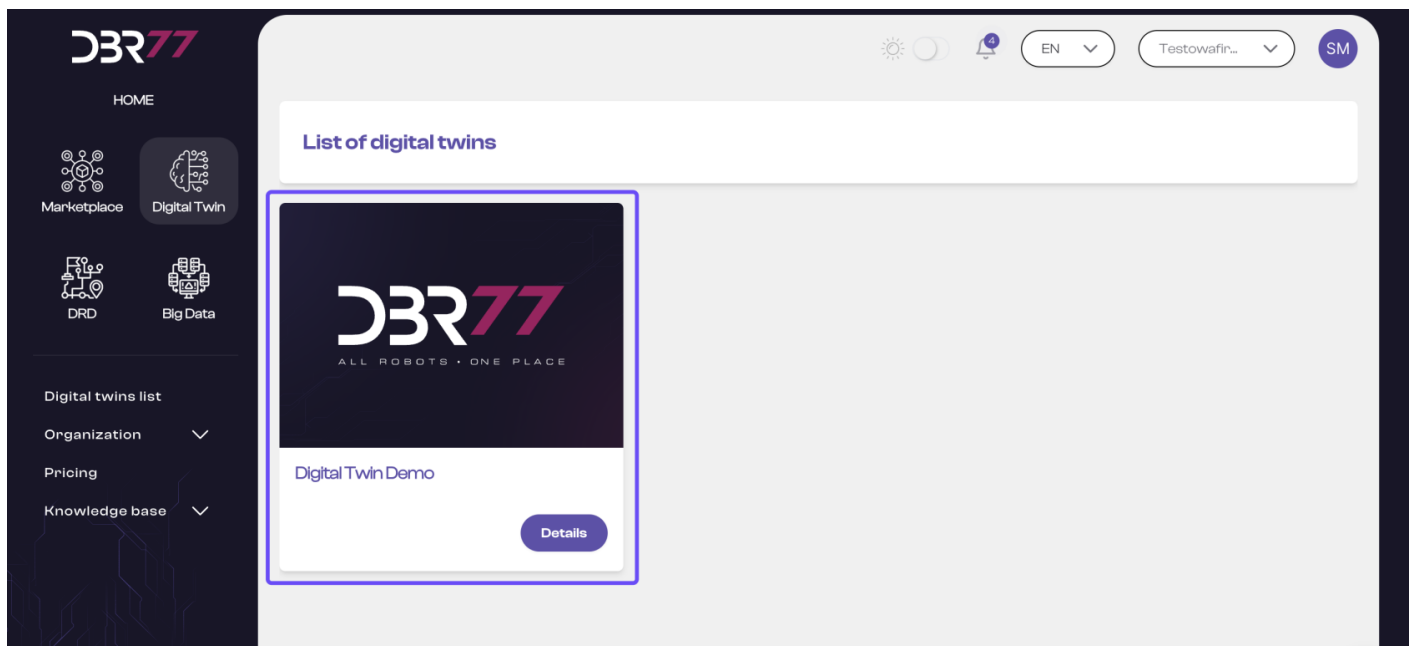 DBR77
HOME
Marketplace
Digital Twin
DRD
Big Data
Digital twins list
Organization
Pricing
Knowledge base
4
EN
Testowafir...
SM
List of digital twins
DBR77
ALL ROBOTS • ONE PLACE
Digital Twin Demo
Details